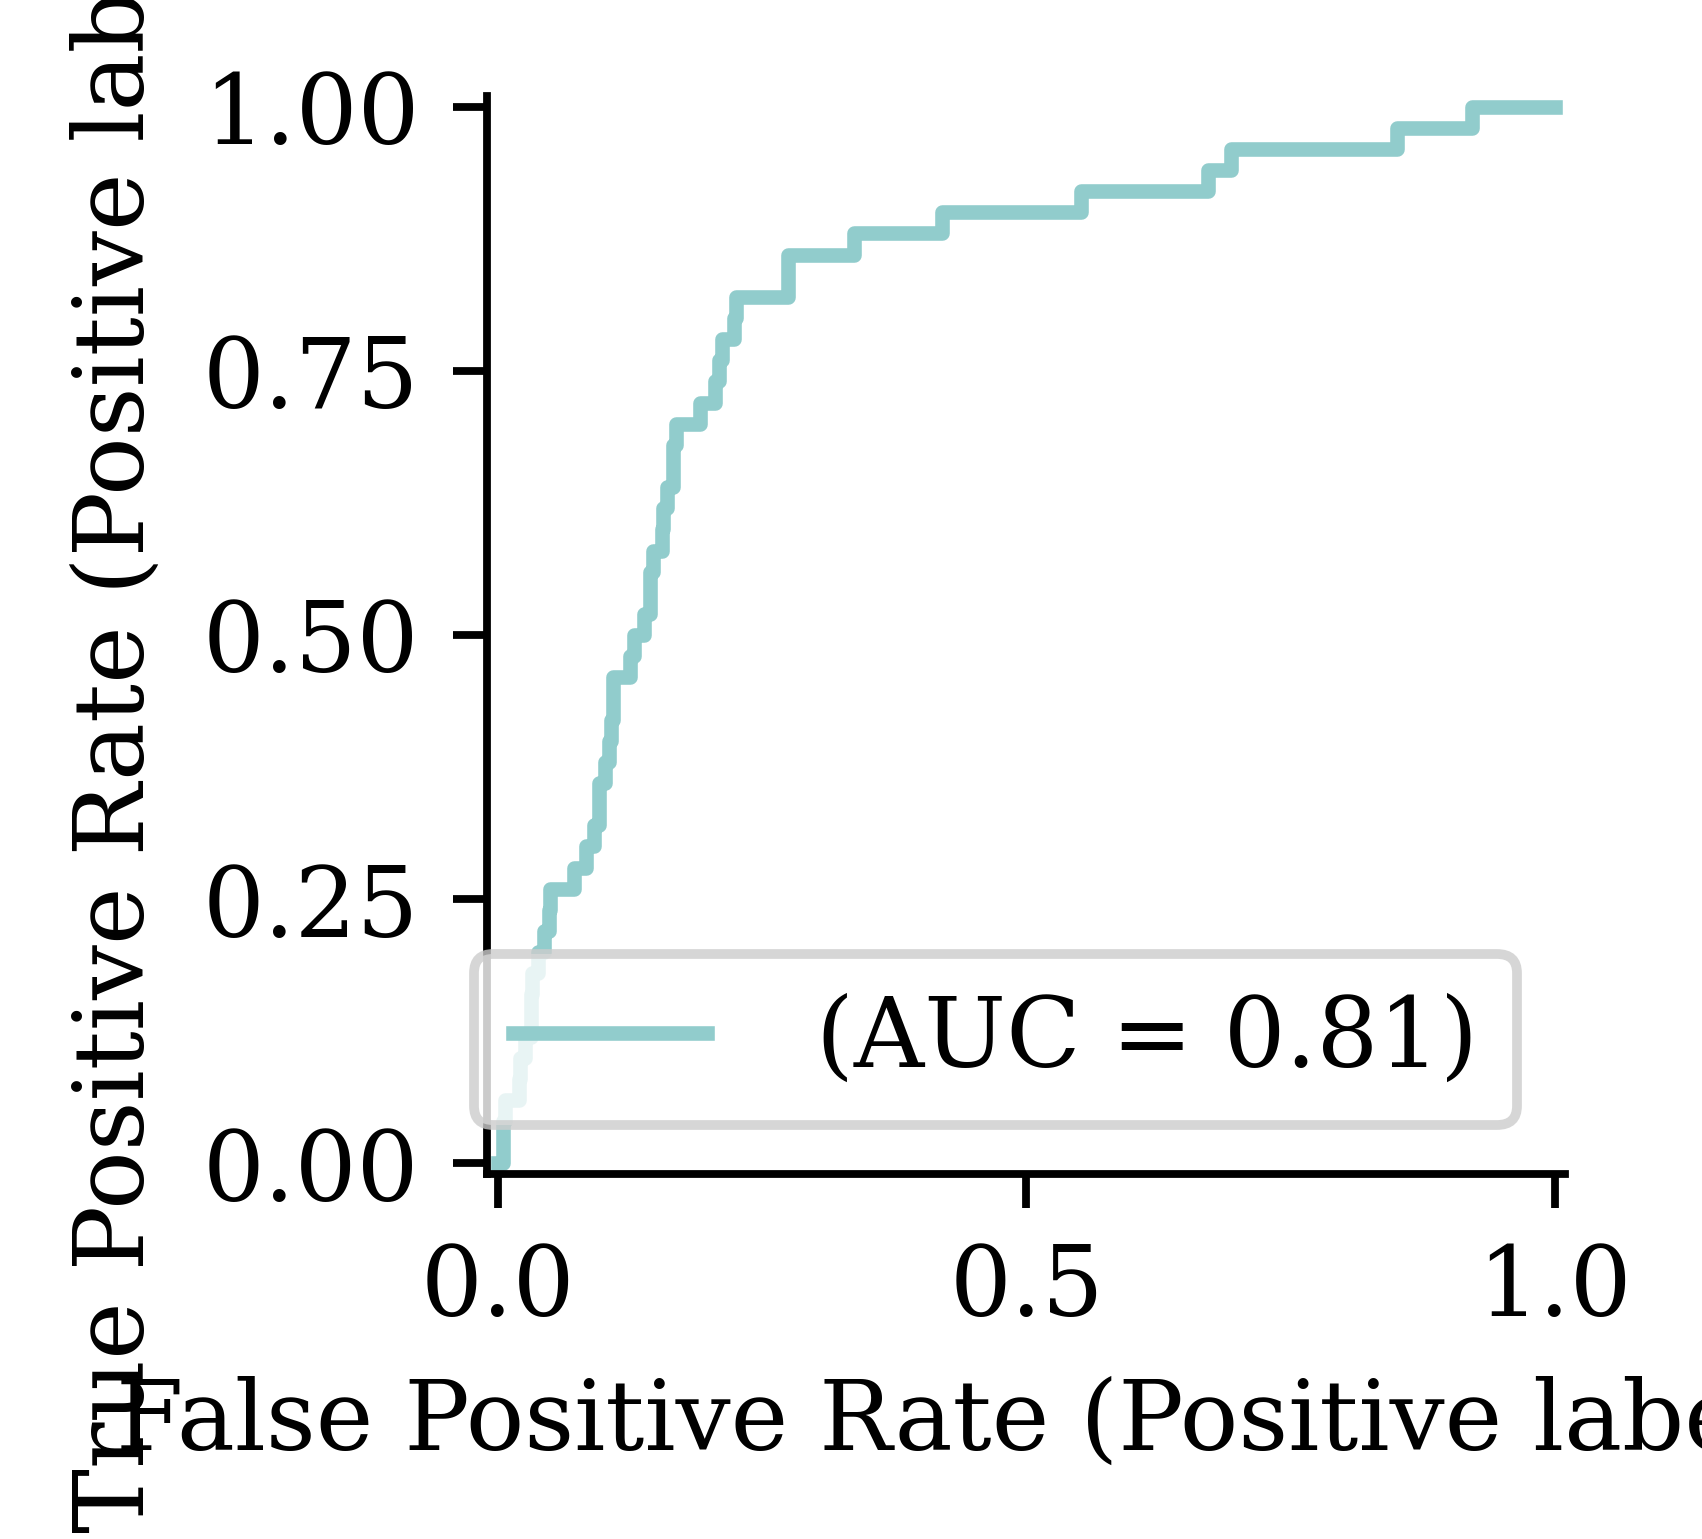 True Positive Rate (Positive lab
1.00
0.75
0.50
0.25
0.00
(AUC = 0.81)
0.0 0.5 1.0
False Positive Rate (Positive labe